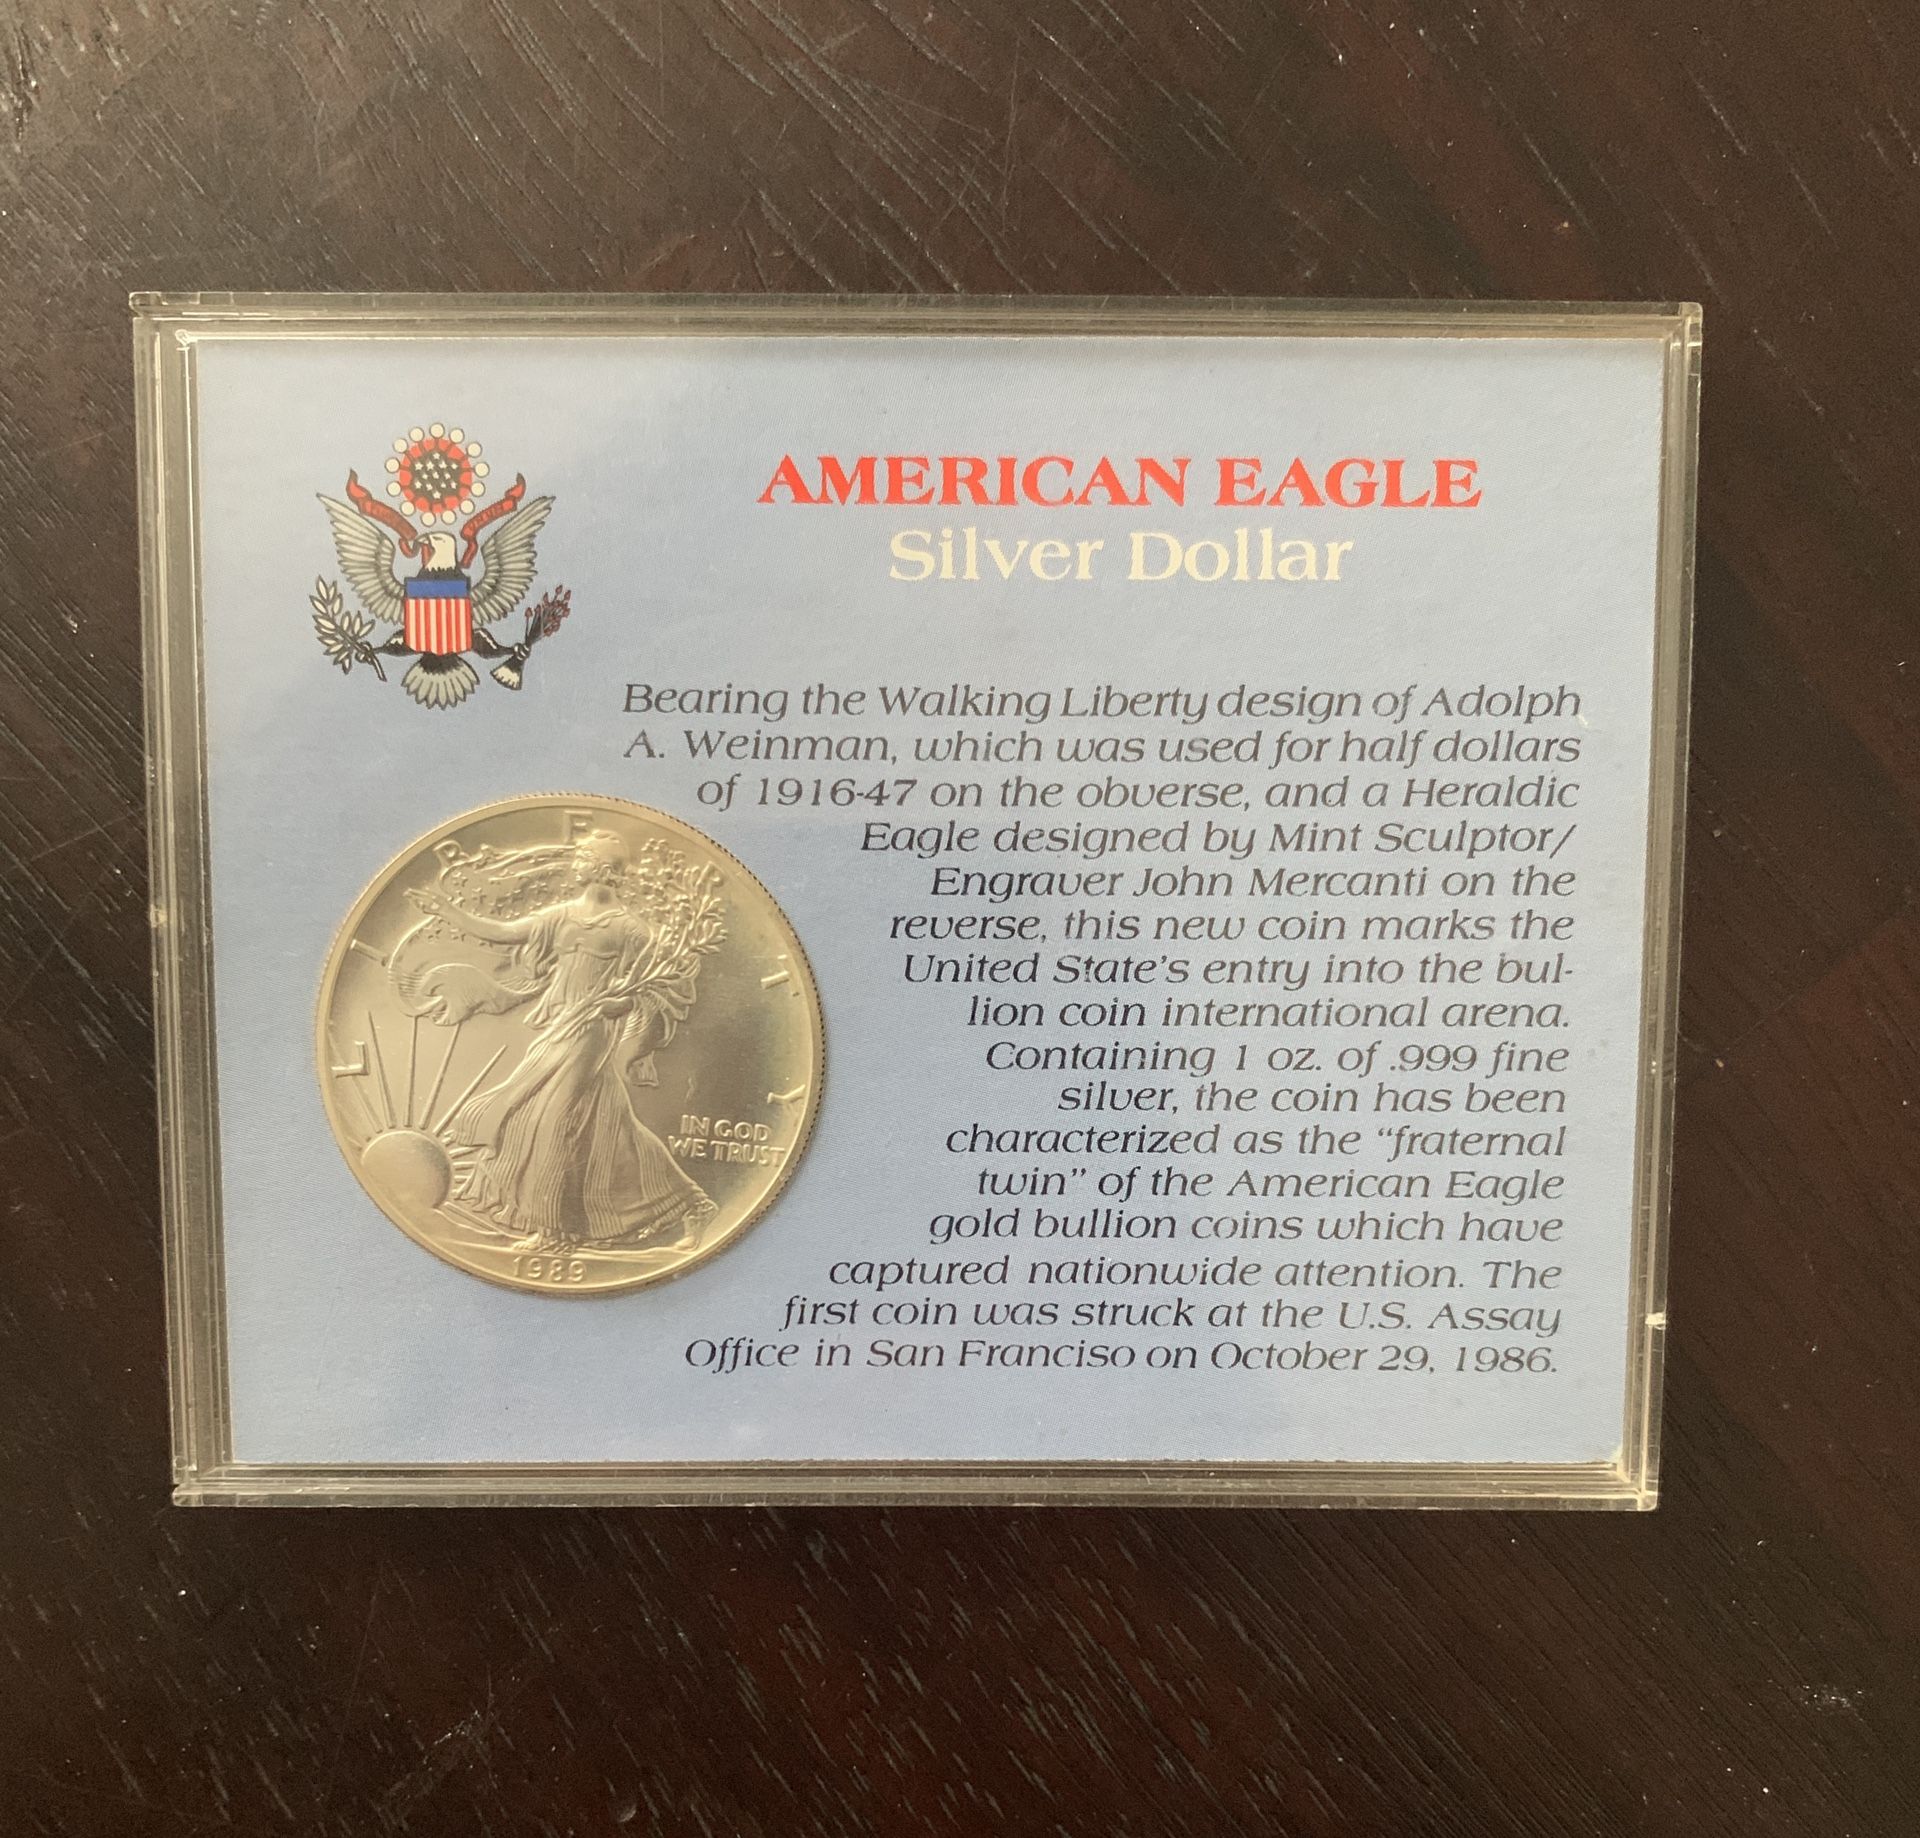 AMERICAN EAGLE
Silver Dollar
Bearing the Walking Liberty design of Adolph
A. Weinman, which was used for half dollars
of 1916-47 on the obverse, and a Heraldic
Eagle designed by Mint Sculptor/
Engraver John Mercanti on the
reverse, this new coin marks the
United State's entry into the bul-
lion coin international arena.
Containing 1 oz. of .999 fine
silver, the coin has been
characterized as the “fraternal
twin” of the American Eagle
gold bullion coins which have
captured nationwide attention. The
first coin was struck at the U.S. Assay
Office in San Franciso on October 29, 1986.
LIBERTY
IN GOD
WE TRUST
1989